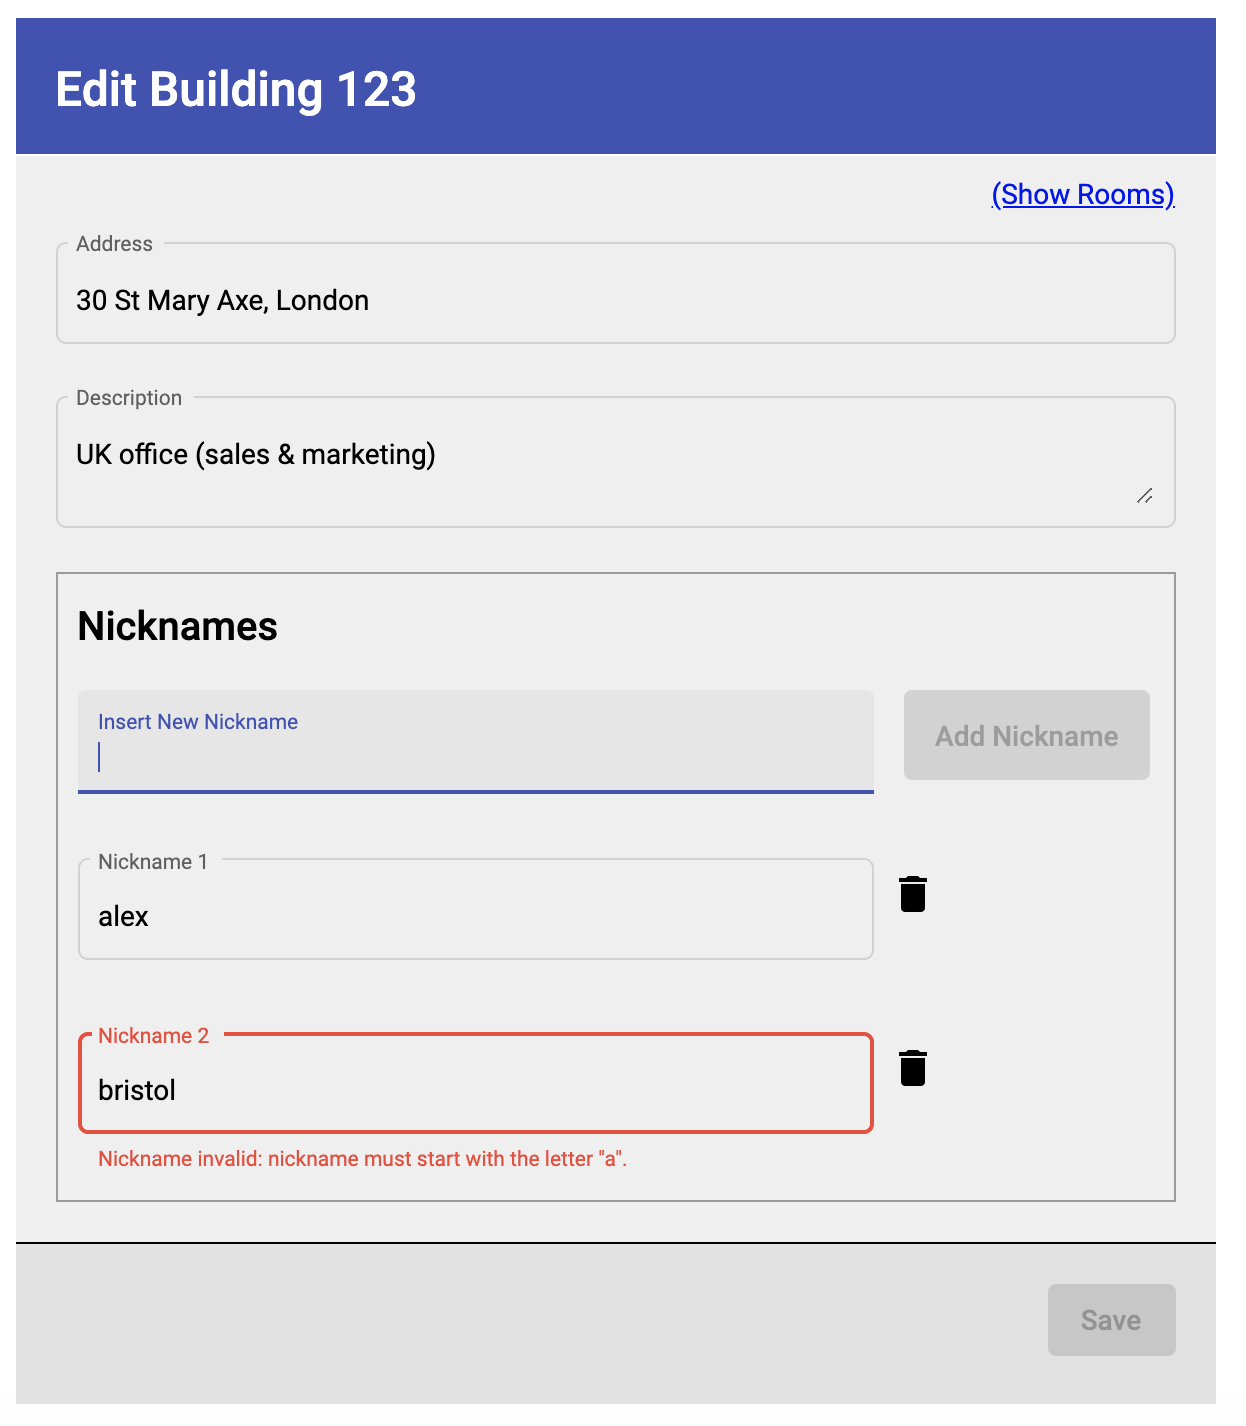 Edit Building 123
(Show Rooms)
Address
30 St Mary Axe, London
Description
UK office (sales & marketing)
Nicknames
Insert New Nickname
Add Nickname
Nickname 1
alex
Nickname 2
bristol
Nickname invalid: nickname must start with the letter "a".
Save